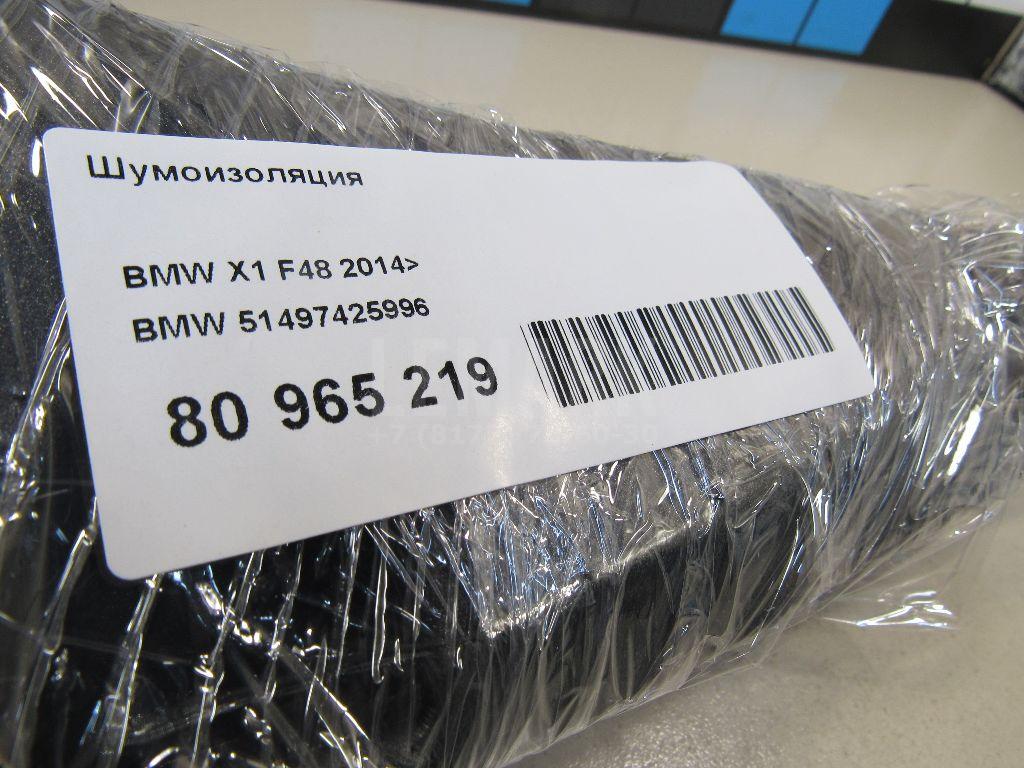 Шумоизоляция
BMW X1 F48 2014>
BMW 51497425996
80 965 219